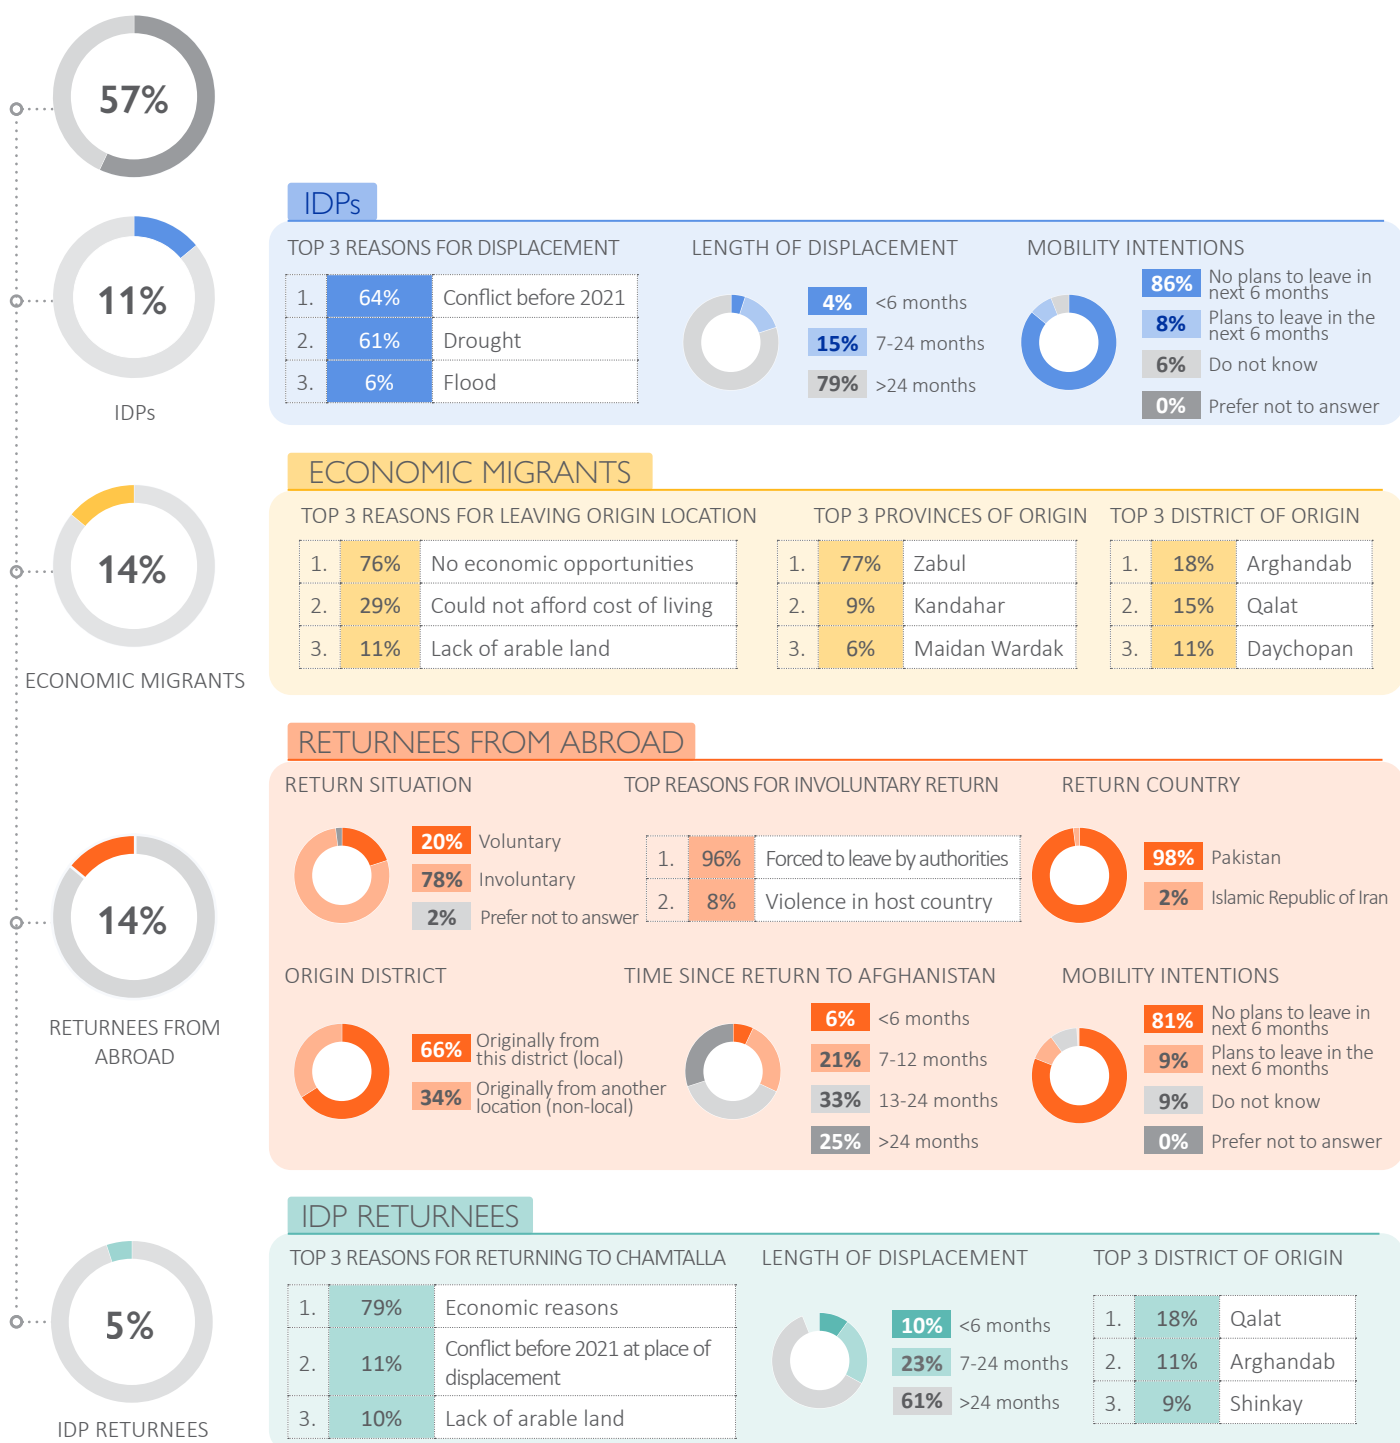 57%
11%
IDPs
IDPs
TOP 3 REASONS FOR DISPLACEMENT
1. 64% Conflict before 2021
2. 61% Drought
3. 6% Flood
LENGTH OF DISPLACEMENT
4% <6 months
15% 7-24 months
79% >24 months
MOBILITY INTENTIONS
86% No plans to leave in
next 6 months
8% Plans to leave in the
next 6 months
6% Do not know
0% Prefer not to answer
14%
ECONOMIC MIGRANTS
ECONOMIC MIGRANTS
TOP 3 REASONS FOR LEAVING ORIGIN LOCATION
1. 76% No economic opportunities
2. 29% Could not afford cost of living
3. 11% Lack of arable land
TOP 3 PROVINCES OF ORIGIN
1. 77% Zabul
2. 9% Kandahar
3. 6% Maidan Wardak
TOP 3 DISTRICT OF ORIGIN
1. 18% Arghandab
2. 15% Qalat
3. 11% Daychopan
14%
RETURNEES FROM
ABROAD
RETURNEES FROM ABROAD
RETURN SITUATION
20% Voluntary
78% Involuntary
2% Prefer not to answer
TOP REASONS FOR INVOLUNTARY RETURN
1. 96% Forced to leave by authorities
2. 8% Violence in host country
RETURN COUNTRY
98% Pakistan
2% Islamic Republic of Iran
ORIGIN DISTRICT
66% Originally from
this district (local)
34% Originally from another
location (non-local)
TIME SINCE RETURN TO AFGHANISTAN
6% <6 months
21% 7-12 months
33% 13-24 months
25% >24 months
MOBILITY INTENTIONS
81% No plans to leave in
next 6 months
9% Plans to leave in the
next 6 months
9% Do not know
0% Prefer not to answer
5%
IDP RETURNEES
IDP RETURNEES
TOP 3 REASONS FOR RETURNING TO CHAMTALLA
1. 79% Economic reasons
2. 11% Conflict before 2021 at place of
displacement
3. 10% Lack of arable land
LENGTH OF DISPLACEMENT
10% <6 months
23% 7-24 months
61% >24 months
TOP 3 DISTRICT OF ORIGIN
1. 18% Qalat
2. 11% Arghandab
3. 9% Shinkay